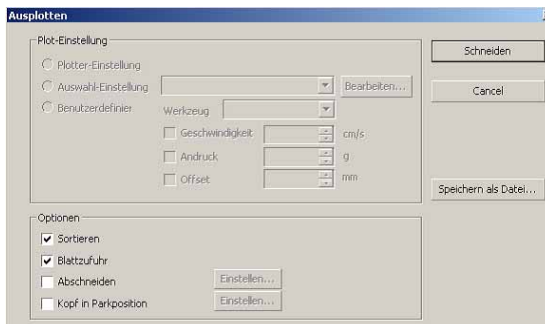 Ausplotten
Plot-Einstellung
Plotter-Einstellung
Auswahl-Einstellung
Bearbeiten...
Benutzerdefinier
Werkzeug
Geschwindigkeit
cm/s
Andruck
g
Offset
mm
Schneiden
Cancel
Speichern als Datei...
Optionen
Sortieren
Blattzufuhr
Abschneiden
Einstellen...
Kopf in Parkposition
Einstellen...